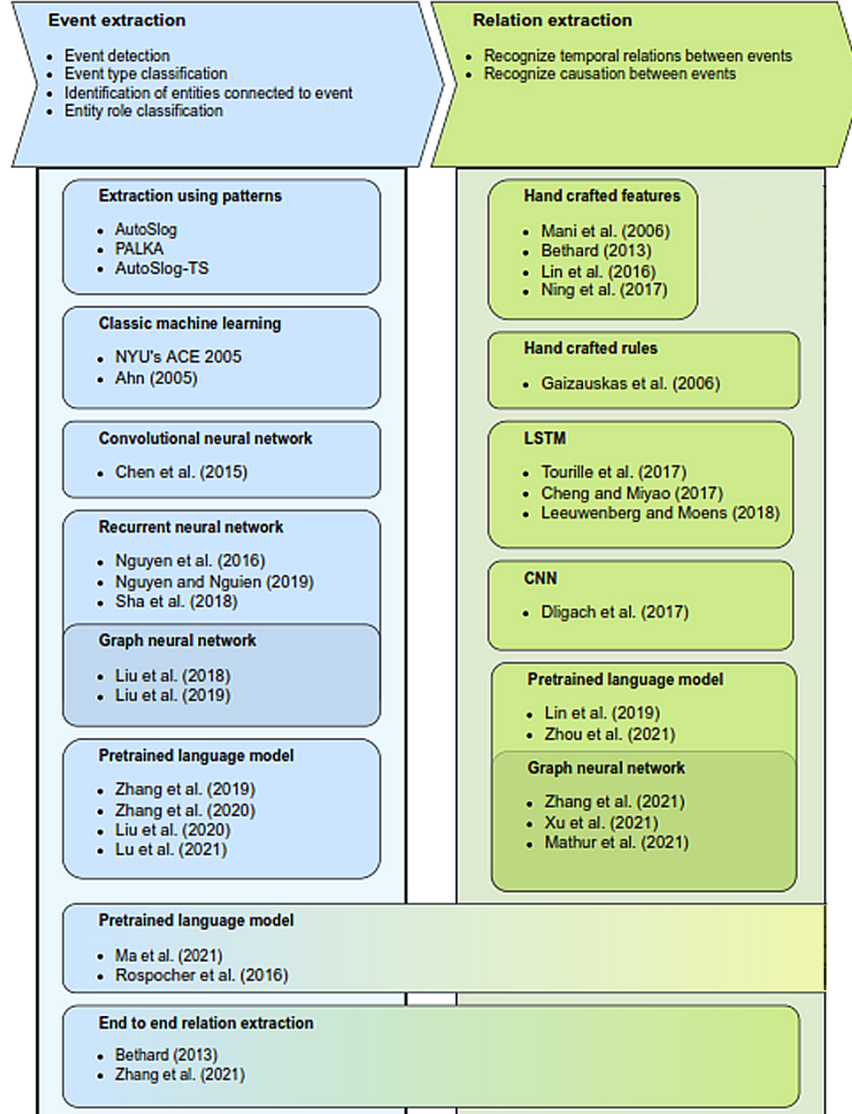 Event extraction
• Event detection
• Event type classification
• Identification of entities connected to event
• Entity role classification
Relation extraction
• Recognize temporal relations between events
• Recognize causation between events
Extraction using patterns
• AutoSlog
• PALKA
• AutoSlog-TS
Classic machine learning
• NYU's ACE 2005
• Ahn (2005)
Convolutional neural network
• Chen et al. (2015)
Recurrent neural network
• Nguyen et al. (2016)
• Nguyen and Nguien (2019)
• Sha et al. (2018)
Graph neural network
• Liu et al. (2018)
• Liu et al. (2019)
Pretrained language model
• Zhang et al. (2019)
• Zhang et al. (2020)
• Liu et al. (2020)
• Lu et al. (2021)
Hand crafted features
• Mani et al. (2006)
• Bethard (2013)
• Lin et al. (2016)
• Ning et al. (2017)
Hand crafted rules
• Gaizauskas et al. (2006)
LSTM
• Tourille et al. (2017)
• Cheng and Miyao (2017)
• Leeuwenberg and Moens (2018)
CNN
• Dligach et al. (2017)
Pretrained language model
• Lin et al. (2019)
• Zhou et al. (2021)
Graph neural network
• Zhang et al. (2021)
• Xu et al. (2021)
• Mathur et al. (2021)
Pretrained language model
• Ma et al. (2021)
• Rospocher et al. (2016)
End to end relation extraction
• Bethard (2013)
• Zhang et al. (2021)